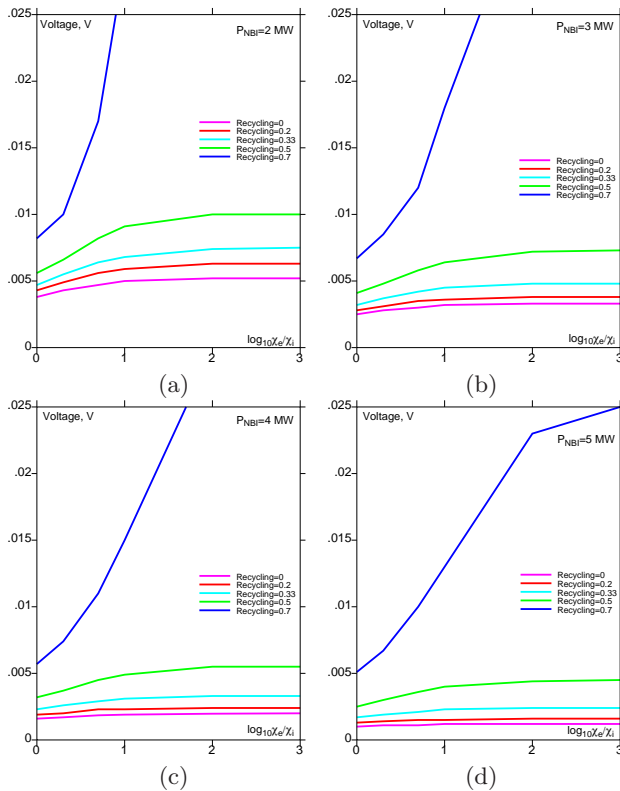 .025
Voltage, V
P_NBI=2 MW
.02
.015
Recycling=0
Recycling=0.2
Recycling=0.33
Recycling=0.5
Recycling=0.7
.01
.005
0
log₁₀χₑ/χᵢ
0 1 2 3
(a)
.025
Voltage, V
P_NBI=3 MW
.02
.015
Recycling=0
Recycling=0.2
Recycling=0.33
Recycling=0.5
Recycling=0.7
.01
.005
0
log₁₀χₑ/χᵢ
0 1 2 3
(b)
.025
Voltage, V
P_NBI=4 MW
.02
.015
Recycling=0
Recycling=0.2
Recycling=0.33
Recycling=0.5
Recycling=0.7
.01
.005
0
log₁₀χₑ/χᵢ
0 1 2 3
(c)
.025
Voltage, V
P_NBI=5 MW
.02
.015
Recycling=0
Recycling=0.2
Recycling=0.33
Recycling=0.5
Recycling=0.7
.01
.005
0
log₁₀χₑ/χᵢ
0 1 2 3
(d)